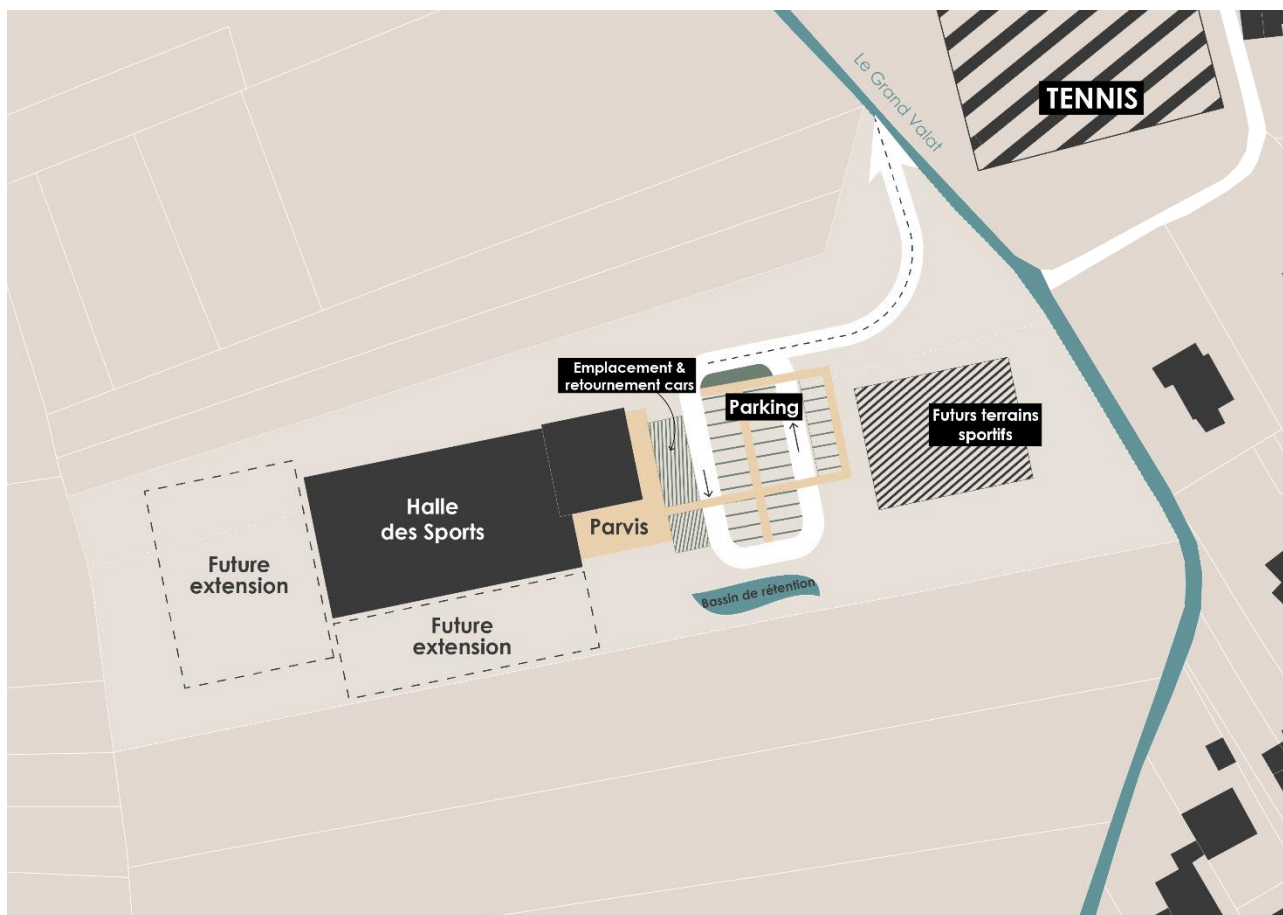 Le Grand Valat
TENNIS
Emplacement &
retournement cars
Parking
Futurs terrains
sportifs
Halle
des Sports
Parvis
Future
extension
Bassin de rétention
Future
extension